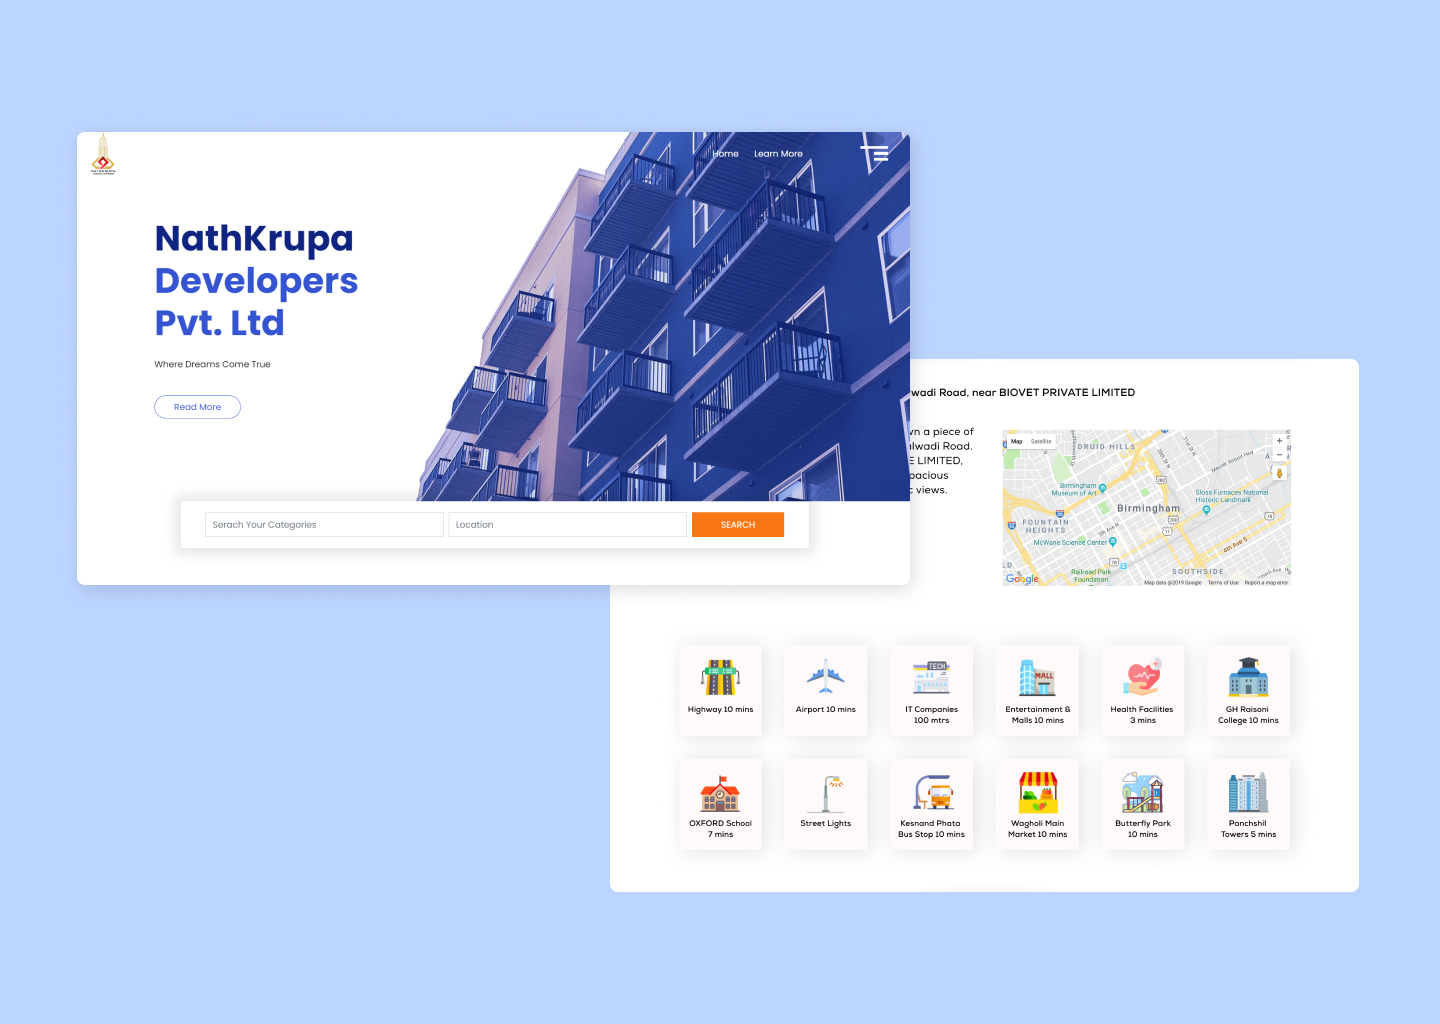 Home
Learn More
NathKrupa
Developers
Pvt. Ltd
Where Dreams Come True
Read More
Serach Your Categories
Location
SEARCH
wadi Road, near BIOVET PRIVATE LIMITED
wn a piece of
alwadi Road.
E LIMITED,
pacious
c views.
Map
Satellite
DRUID HILLS
Birmingham
Museum of Art
Sloss Furnaces National
Historic Landmark
Birmingham
FOUNTAIN
HEIGHTS
McWane Science Center
4th Ave S
SOUTHSIDE
Railroad Park
Foundation
Google
Map data @2019 Google
Terms of Use
Report a map error
Highway 10 mins
Airport 10 mins
TECH
IT Companies
100 mtrs
MALL
Entertainment &
Malls 10 mins
Health Facilities
3 mins
GH Raisoni
College 10 mins
OXFORD School
7 mins
Street Lights
Kesnand Phata
Bus Stop 10 mins
Wagholi Main
Market 10 mins
Butterfly Park
10 mins
Panchshil
Towers 5 mins